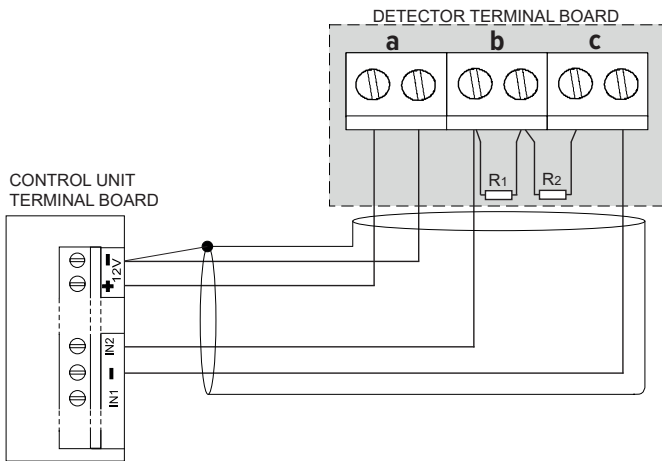 DETECTOR TERMINAL BOARD
a b c
R1 R2
CONTROL UNIT
TERMINAL BOARD
-
+
12V
IN2
-
IN1